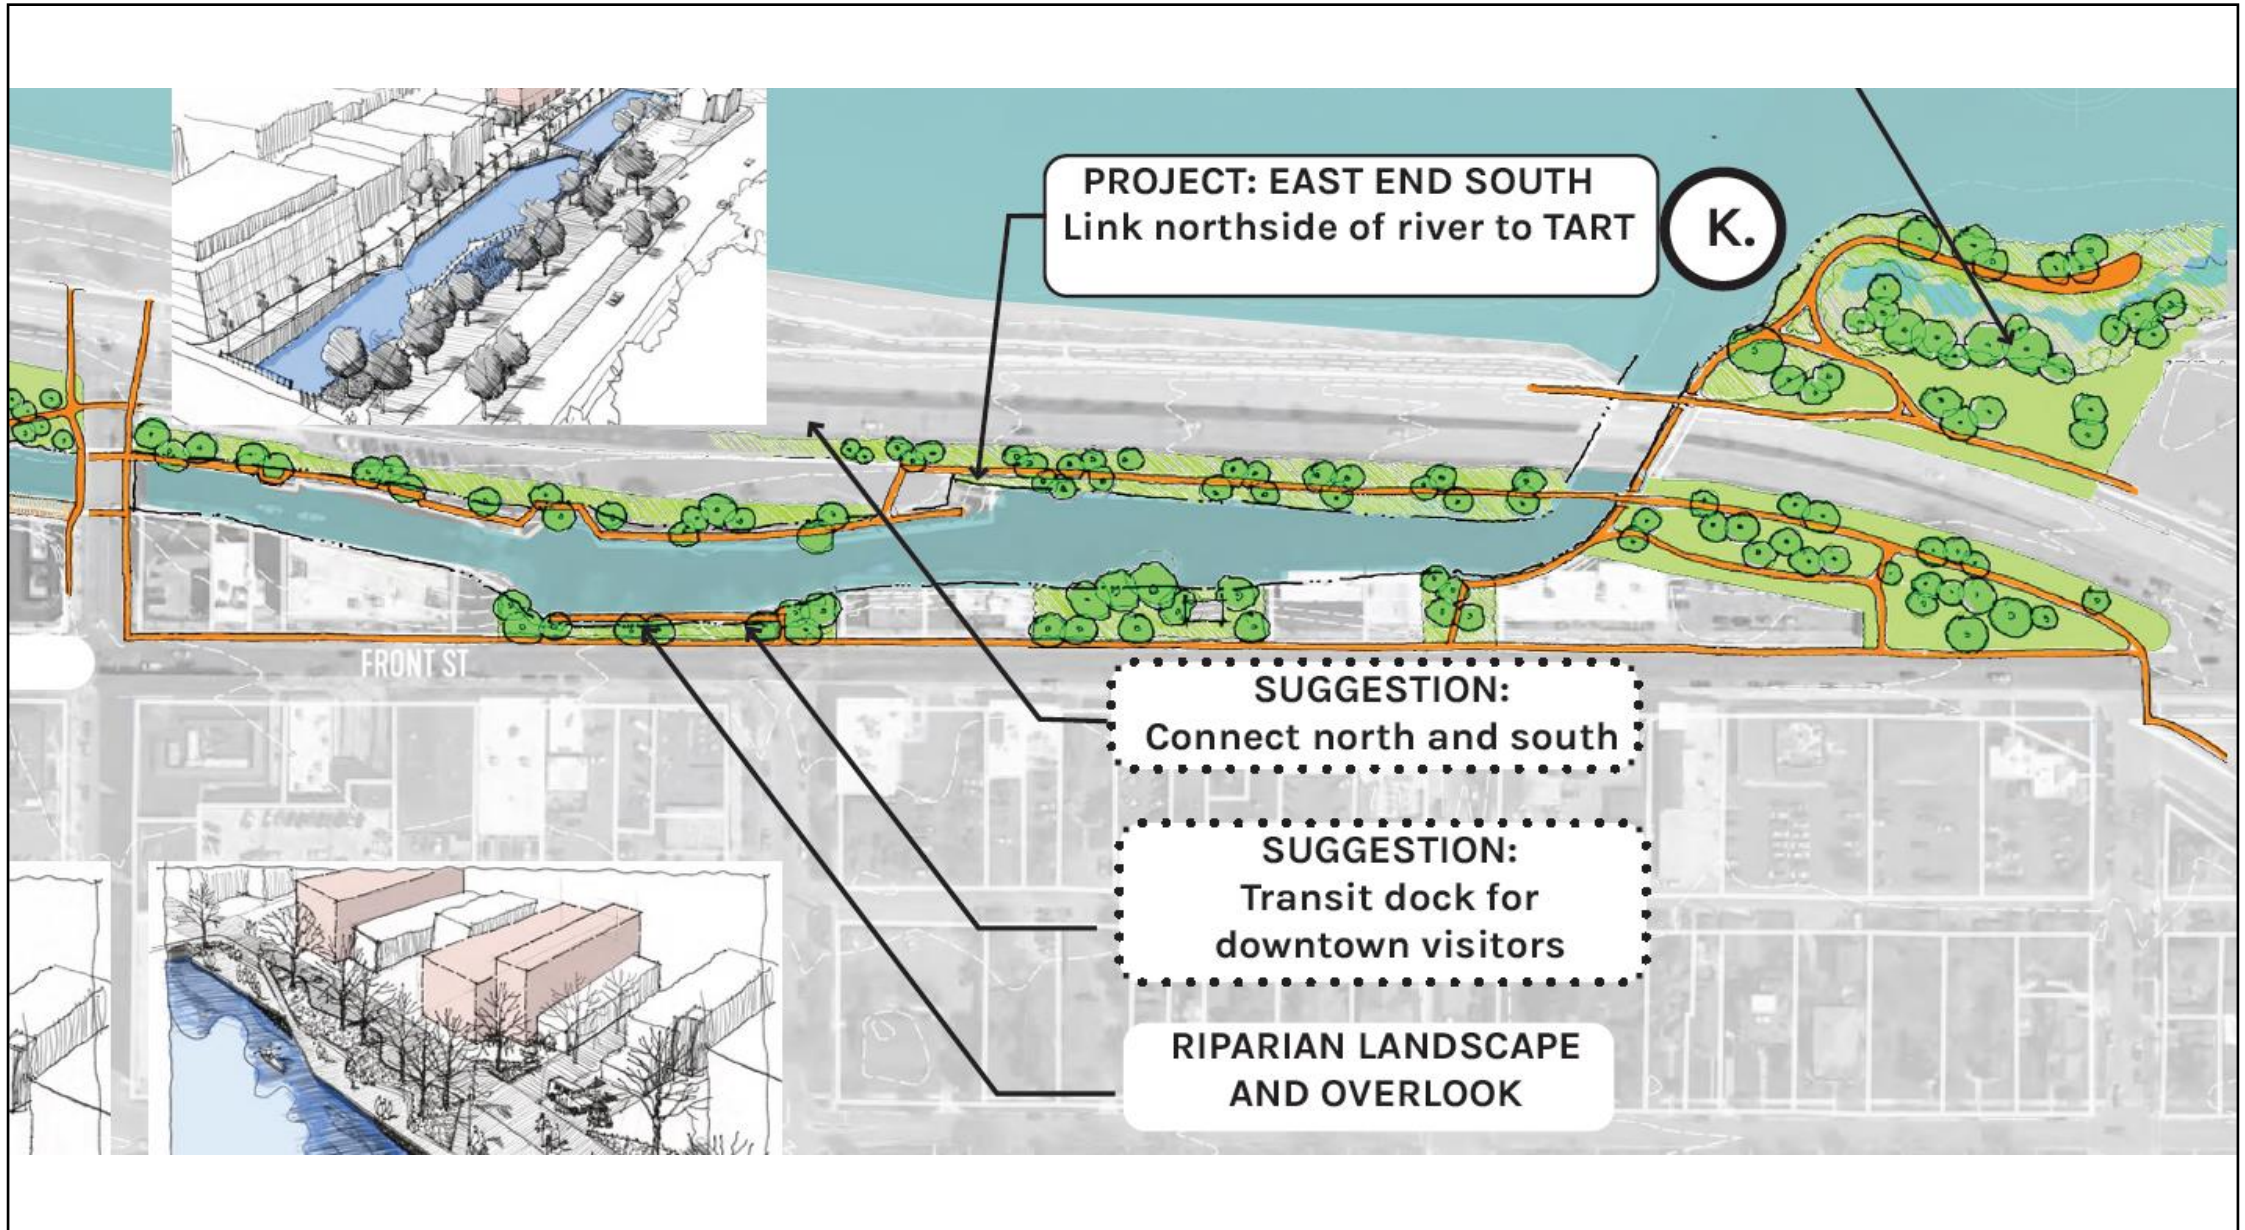 PROJECT: EAST END SOUTH
Link northside of river to TART
K.
FRONT ST
SUGGESTION:
Connect north and south
SUGGESTION:
Transit dock for
downtown visitors
RIPARIAN LANDSCAPE
AND OVERLOOK